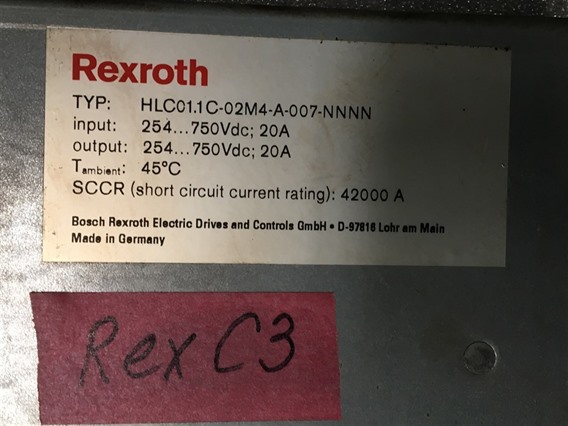 Rexroth
TYP: HLC01.1C-02M4-A-007-NNNN
input: 254...750Vdc; 20A
output: 254...750Vdc; 20A
Tambient: 45°C
SCCR (short circuit current rating): 42000 A
Bosch Rexroth Electric Drives and Controls GmbH • D-97816 Lohr am Main
Made in Germany
Rex C3